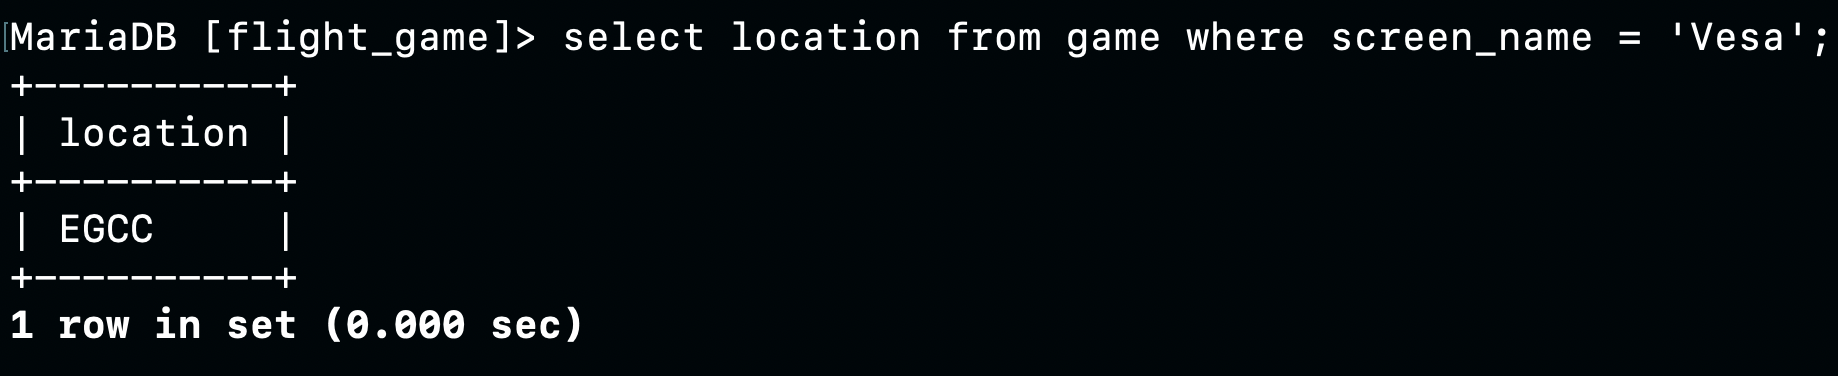 MariaDB [flight_game]> select location from game where screen_name = 'Vesa';
+----------+
| location |
+----------+
| EGCC     |
+----------+
1 row in set (0.000 sec)